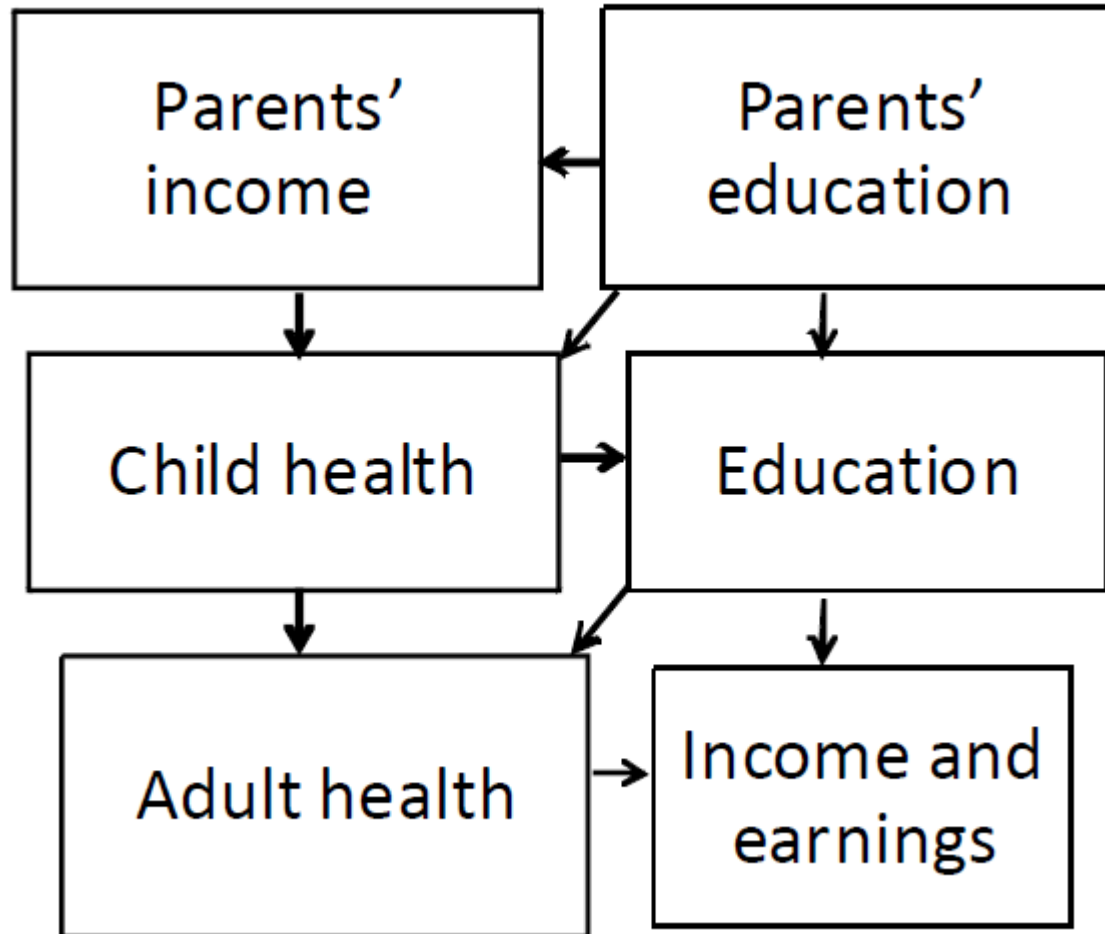 Parents’
income
Parents’
education
Child health
Education
Adult health
Income and
earnings